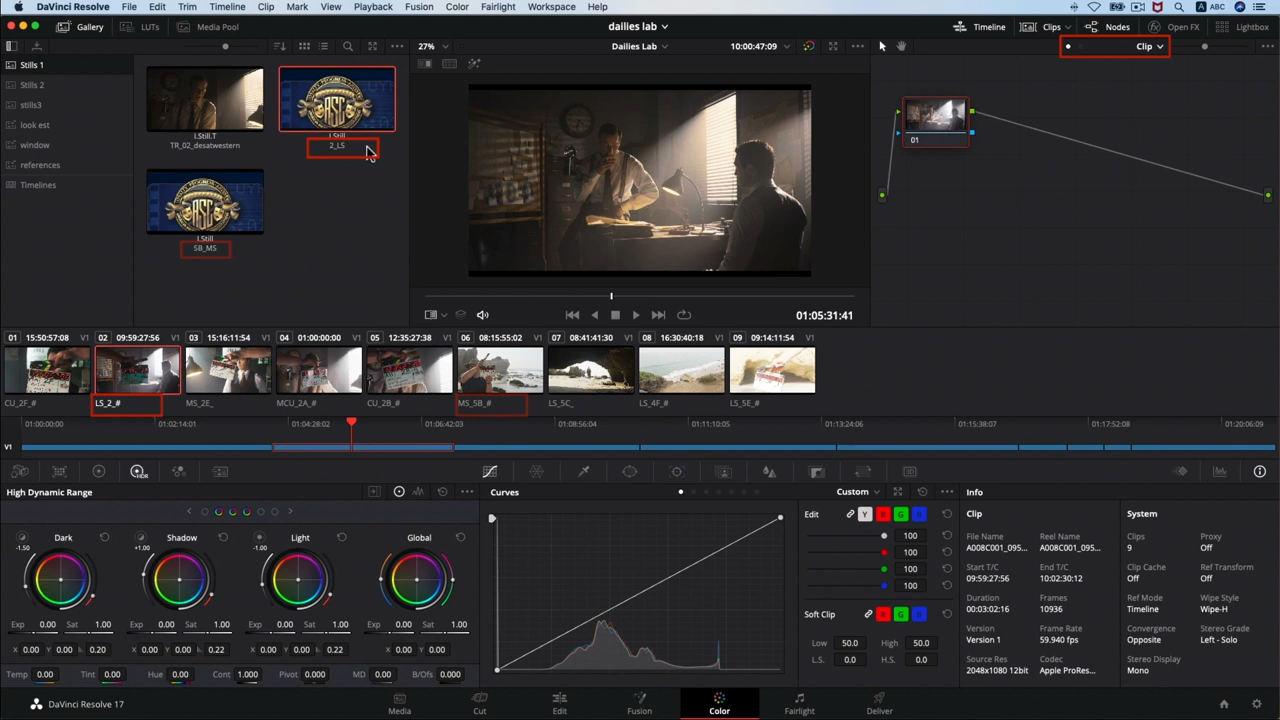 DaVinci Resolve File Edit Trim Timeline Clip Mark View Playback Fusion Color Fairlight Workspace Help ABC
Gallery LUTs Media Pool dailies lab Timeline Clips Nodes Open FX Lightbox
27% Dailies Lab 10:00:47:09 Clip
Stills 1
Stills 2
stills3
look est
window
references
Timelines
1.Still.T
TR_02_desatwestern
1.Still
2_LS
ASC
1.Still
5B_MS
01
01:05:31:41
01 15:50:57:08 V1 02 09:59:27:56 V1 03 15:16:11:54 V1 04 01:00:00:00 V1 05 12:35:27:38 V1 06 08:15:55:02 V1 07 08:41:41:30 V1 08 16:30:40:18 V1 09 09:14:11:54 V1
CU_2F_# LS_2_# MS_2E_ MCU_2A_# CU_2B_# MS_5B_# LS_5C_ LS_4F_# LS_5E_#
01:00:00:00 01:02:14:01 01:04:28:02 01:06:42:03 01:08:56:04 01:11:10:05 01:13:24:06 01:15:38:07 01:17:52:08 01:20:06:09
V1
HDR
High Dynamic Range
Dark Shadow Light Global
-1.50 +1.00 -1.00
Exp 0.00 Sat 1.00 Exp 0.00 Sat 1.00 Exp 0.00 Sat 1.00 Exp 0.00 Sat 1.00
X 0.00 Y 0.00 0.20 X 0.00 Y 0.00 0.22 X 0.00 Y 0.00 0.22 X 0.00 Y 0.00
Temp 0.00 Tint 0.00 Hue 0.00 Cont 1.000 Pivot 0.000 MD 0.00 B/Ofs 0.000
Curves Custom
Edit Y R G B
100
100
100
100
Soft Clip R G B
Low 50.0 High 50.0
L.S. 0.0 H.S. 0.0
Info
Clip
File Name Reel Name
A008C001_095... A008C001_095...
Start T/C End T/C
09:59:27:56 10:02:30:12
Duration Frames
00:03:02:16 10936
Version Frame Rate
Version 1 59.940 fps
Source Res Codec
2048x1080 12bit Apple ProRes...
System
Clips Proxy
9 Off
Clip Cache Ref Transform
Off Off
Ref Mode Wipe Style
Timeline Wipe-H
Convergence Stereo Grade
Opposite Left - Solo
Stereo Display
Mono
DaVinci Resolve 17 Media Cut Edit Fusion Color Fairlight Deliver